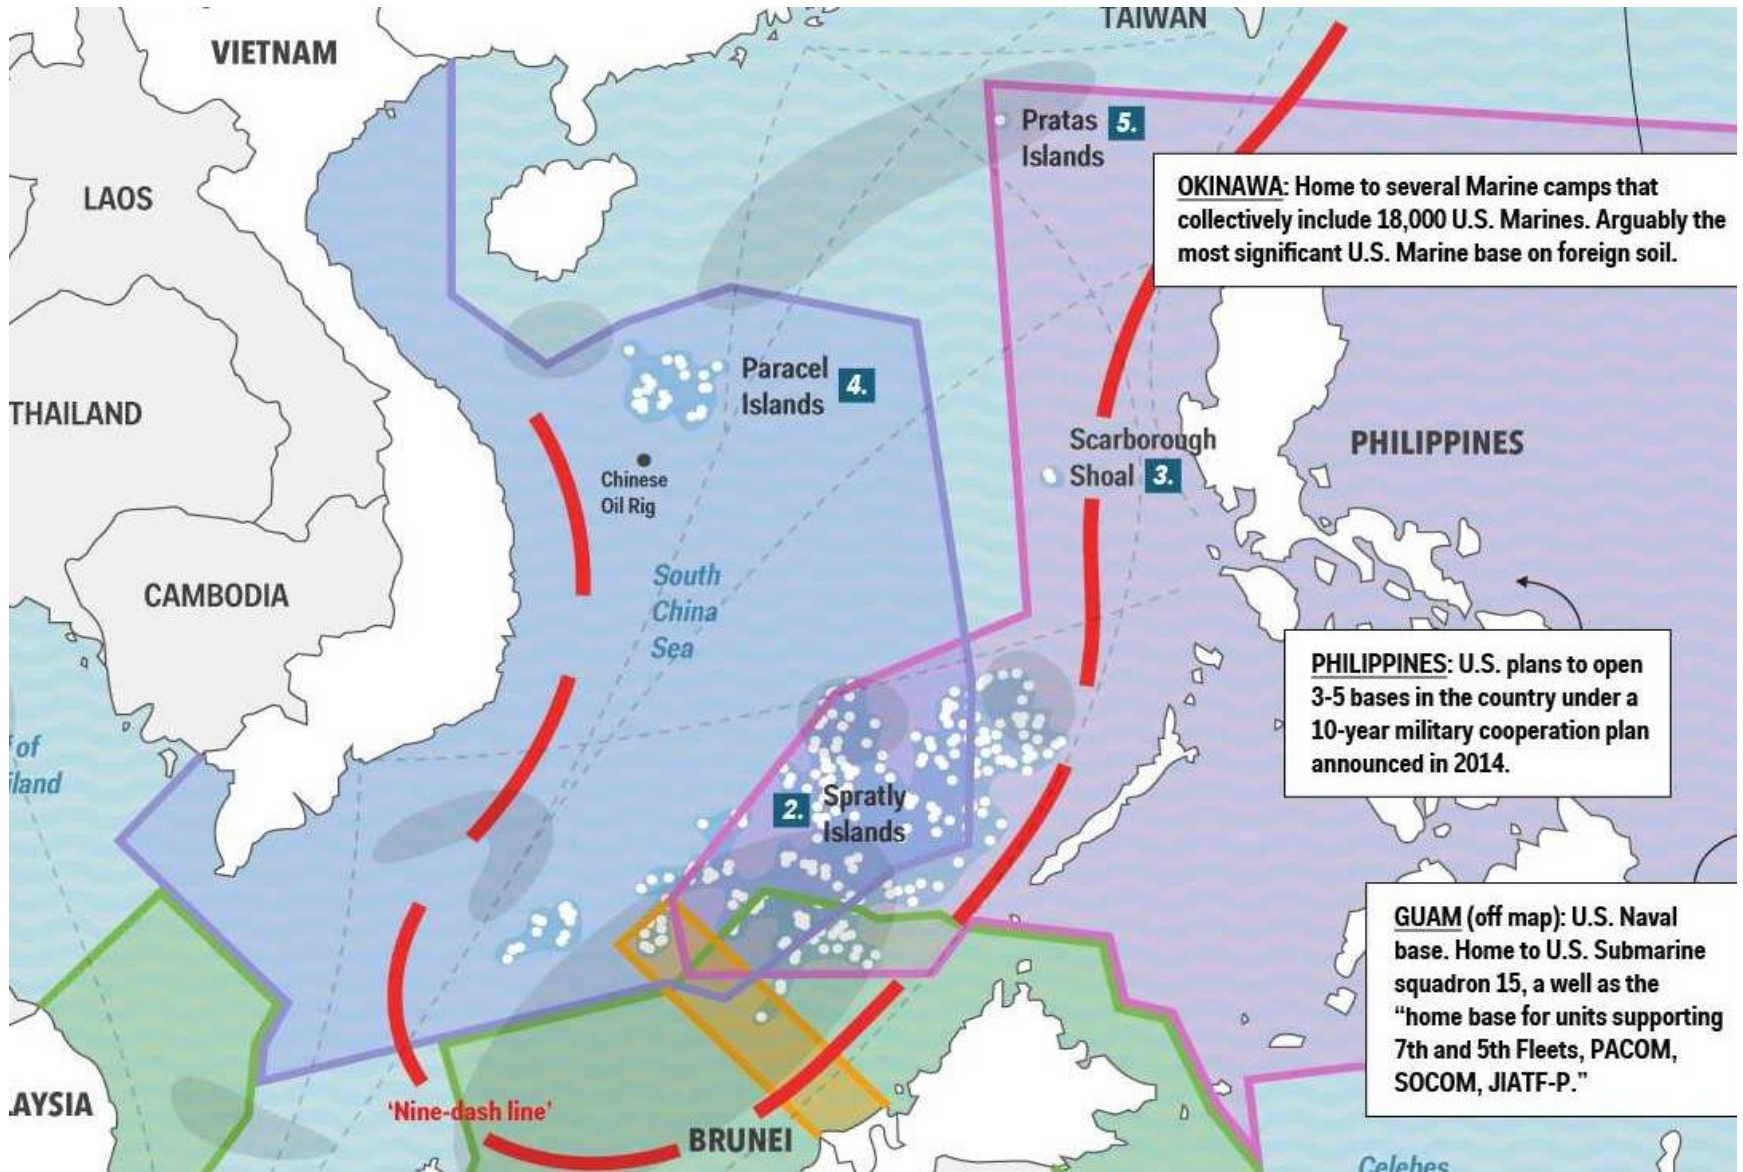 TAIWAN
VIETNAM
Pratas 5.
Islands
OKINAWA: Home to several Marine camps that
collectively include 18,000 U.S. Marines. Arguably the
most significant U.S. Marine base on foreign soil.
LAOS
Paracel 4.
Islands
THAILAND
Scarborough
Shoal 3.
PHILIPPINES
Chinese
Oil Rig
South
China
Sea
CAMBODIA
PHILIPPINES: U.S. plans to open
3-5 bases in the country under a
10-year military cooperation plan
announced in 2014.
of
iland
2. Spratly
Islands
GUAM (off map): U.S. Naval
base. Home to U.S. Submarine
squadron 15, a well as the
“home base for units supporting
7th and 5th Fleets, PACOM,
SOCOM, JIATF-P.”
AYSIA
‘Nine-dash line’
BRUNEI
Celebes